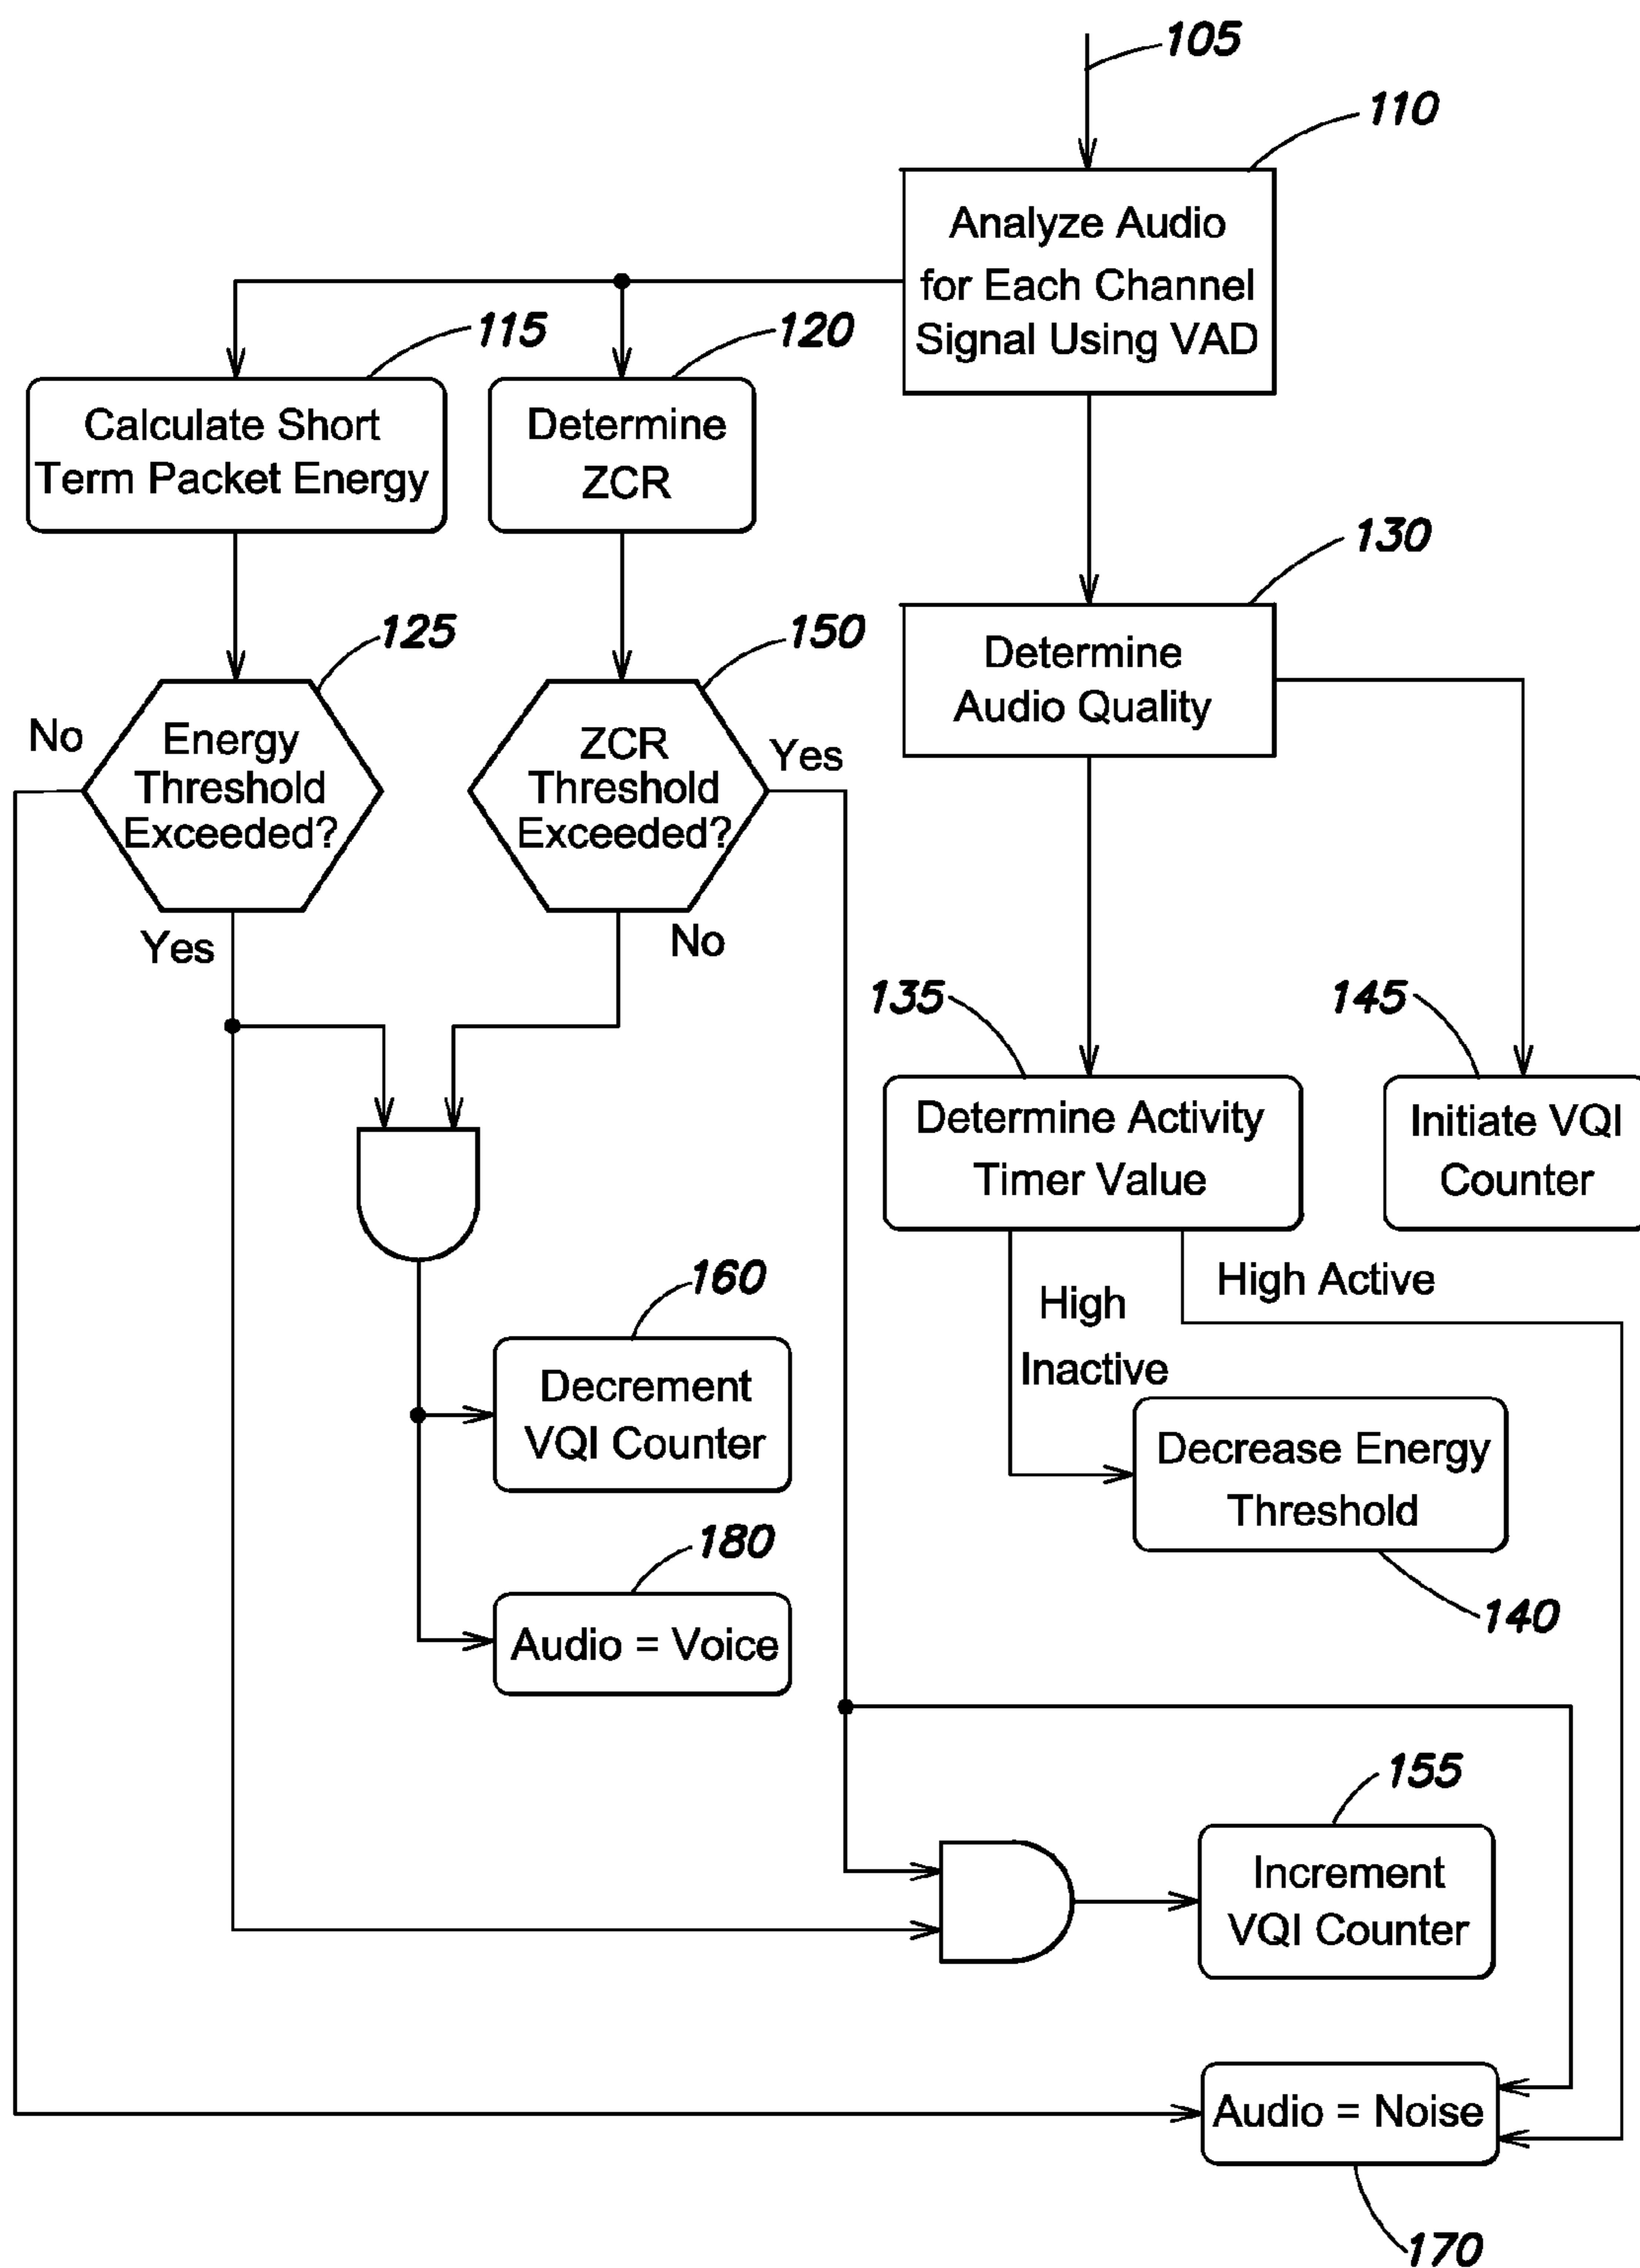 105
110
Analyze Audio
for Each Channel
Signal Using VAD
115
120
Calculate Short
Term Packet Energy
Determine
ZCR
130
Determine
Audio Quality
125
150
No
Energy
Threshold
Exceeded?
Yes
ZCR
Threshold
Exceeded?
Yes
No
135
145
Determine Activity
Timer Value
Initiate VQI
Counter
High
Inactive
High Active
160
Decrement
VQI Counter
Decrease Energy
Threshold
140
180
Audio = Voice
155
Increment
VQI Counter
Audio = Noise
170